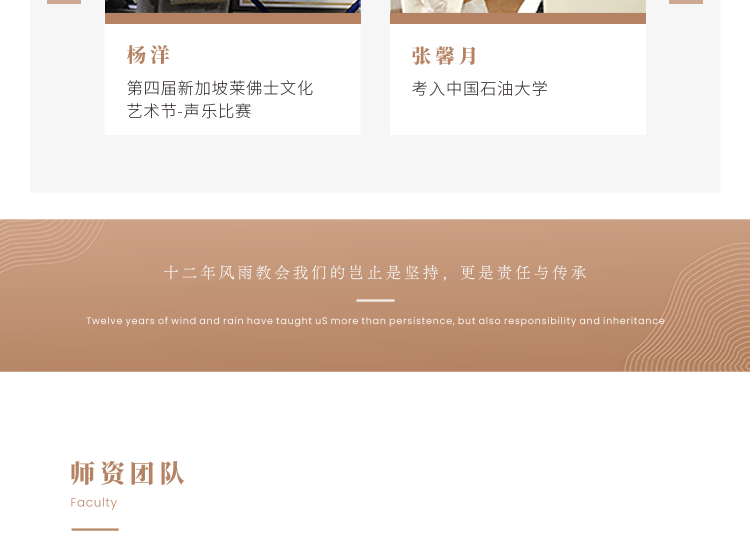 杨洋
第四届新加坡莱佛士文化
艺术节-声乐比赛
张馨月
考入中国石油大学
十二年风雨教会我们的岂止是坚持，更是责任与传承
Twelve years of wind and rain have taught uS more than persistence, but also responsibility and inheritance
师资团队
Faculty